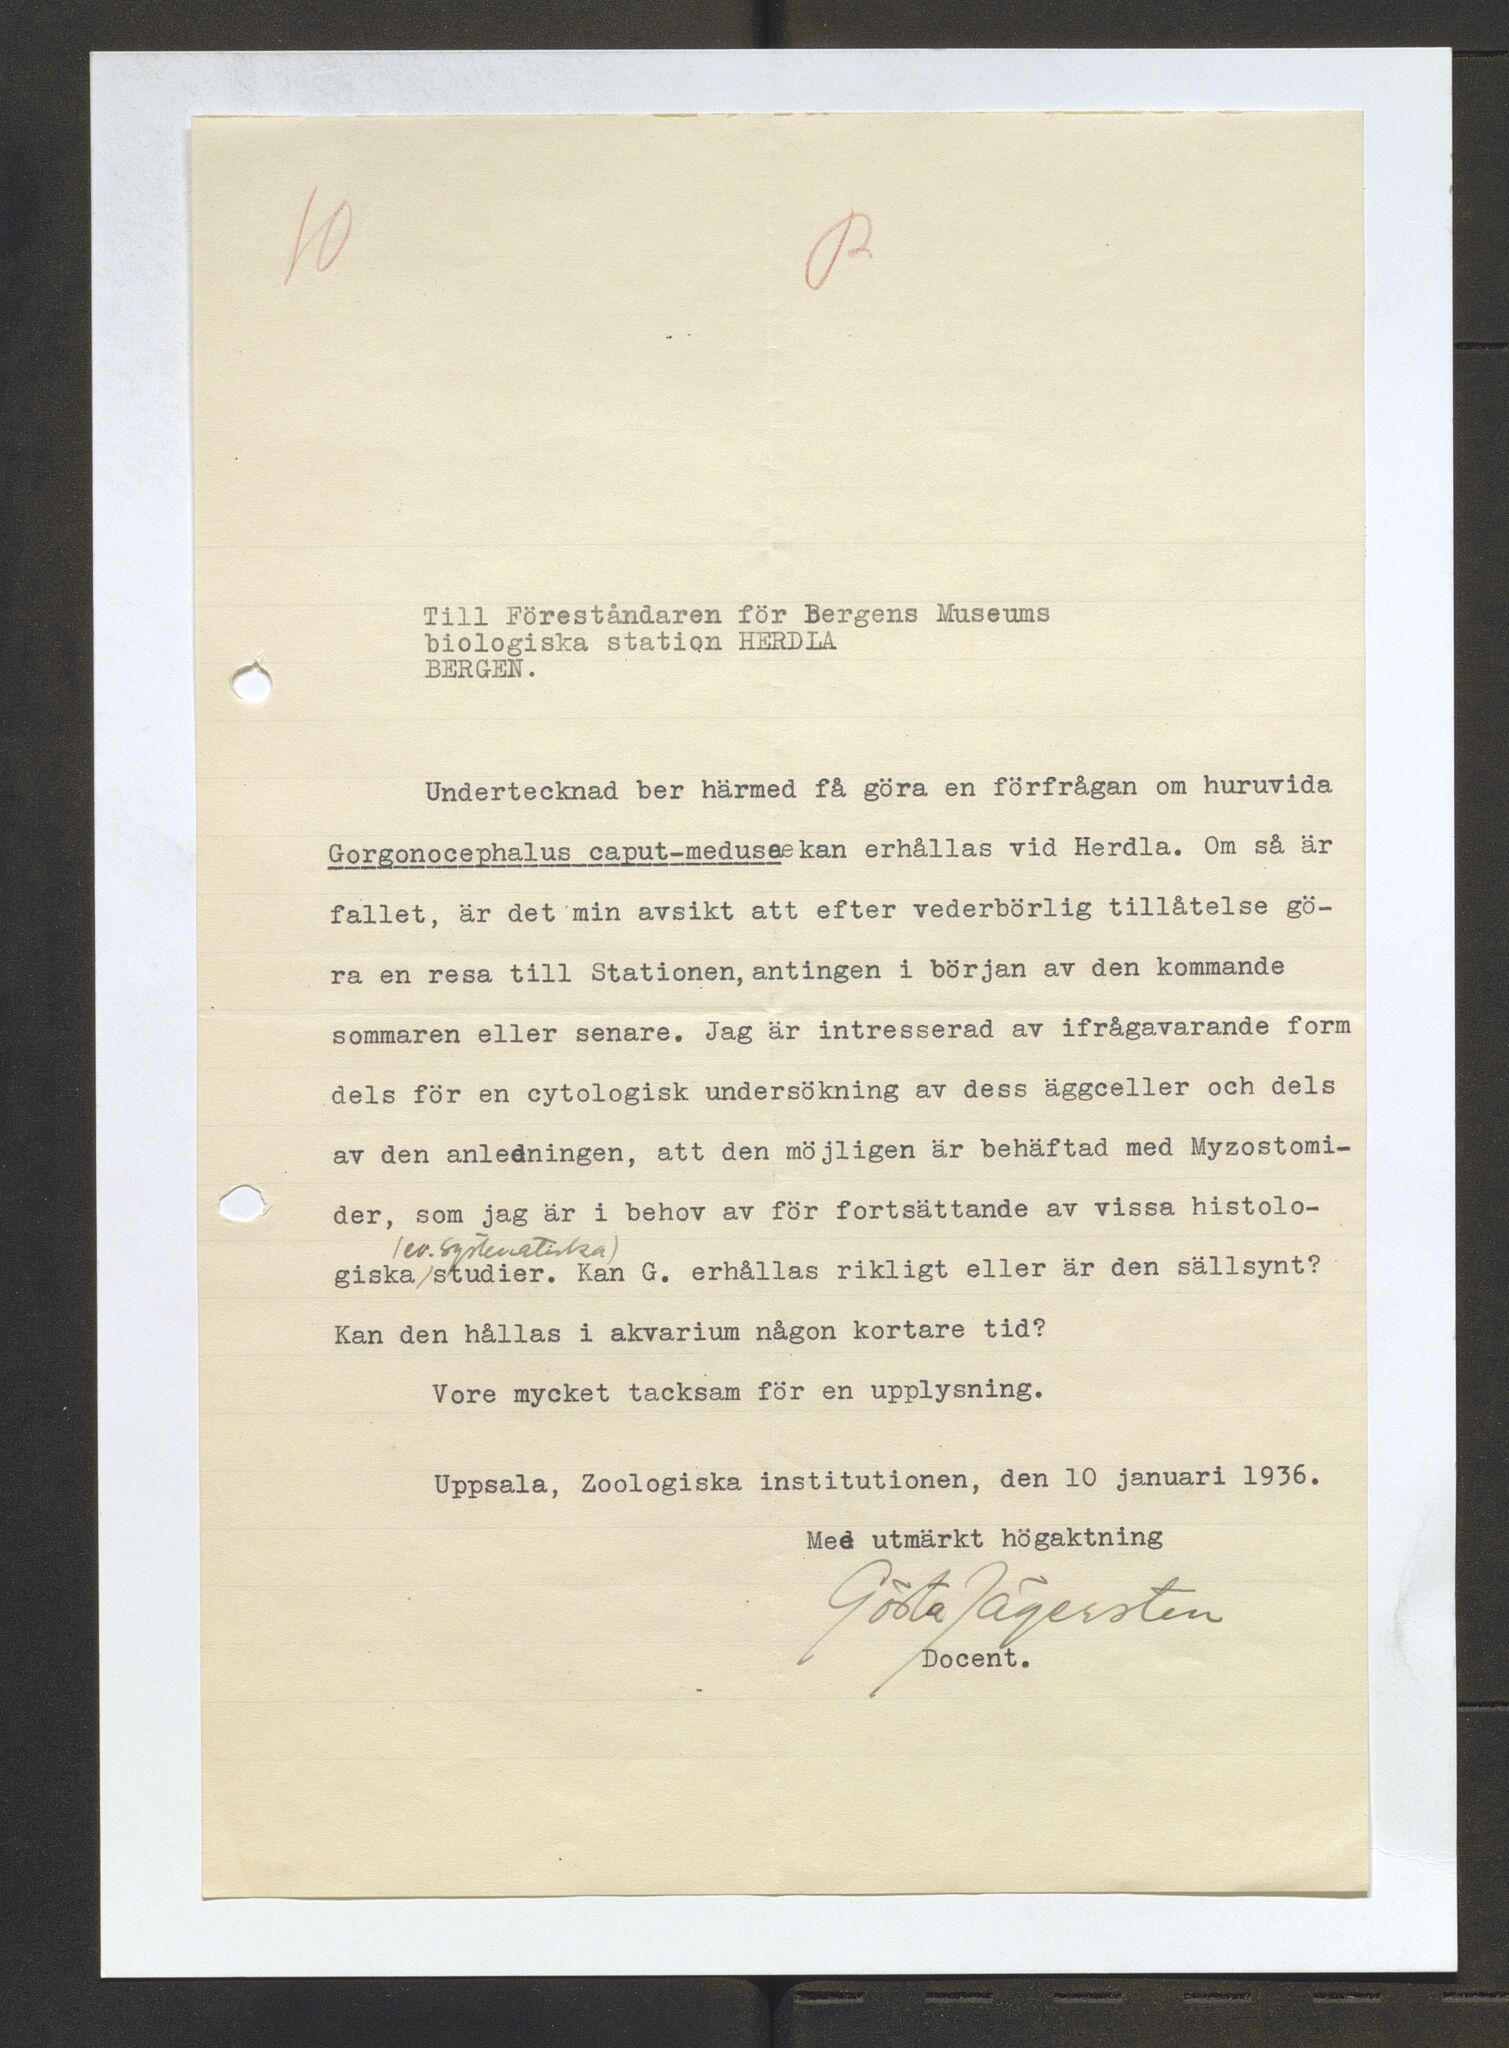 10
Till Föreståndaren för Bergens Museums
biologiska station HERDLA
BERGEN.
Undertecknad ber härmed få göra en förfrågan om huruvida
Gorgonocephalus caput-medusae kan erhållas vid Herdla. Om så är
fallet, är det min avsikt att efter vederbörlig tillåtelse gö-
ra en resa till Stationen, antingen i början av den kommande
sommaren eller senare. Jag är intresserad av ifrågavarande form
dels för en cytologisk undersökning av dess äggceller och dels
av den anledningen, att den möjligen är behäftad med Myzostomi-
der, som jag är i behov av för fortsättande av vissa histolo-
(ev. systematiska)
giska/studier. Kan G. erhållas rikligt eller är den sällsynt?
Kan den hållas i akvarium någon kortare tid?
Vore mycket tacksam för en upplysning.
Uppsala, Zoologiska institutionen, den 10 januari 1936.
Med utmärkt högaktning
Gösta Jägersten
Docent.